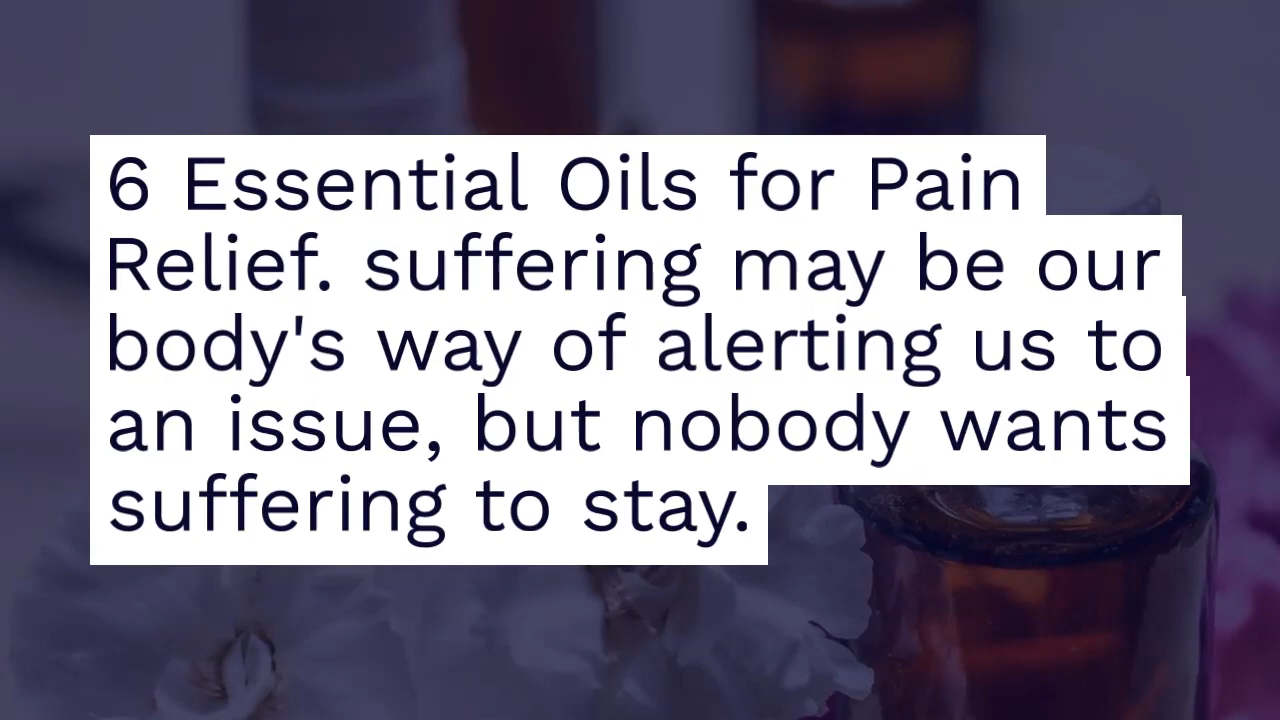 6 Essential Oils for Pain
Relief. suffering may be our
body's way of alerting us to
an issue, but nobody wants
suffering to stay.